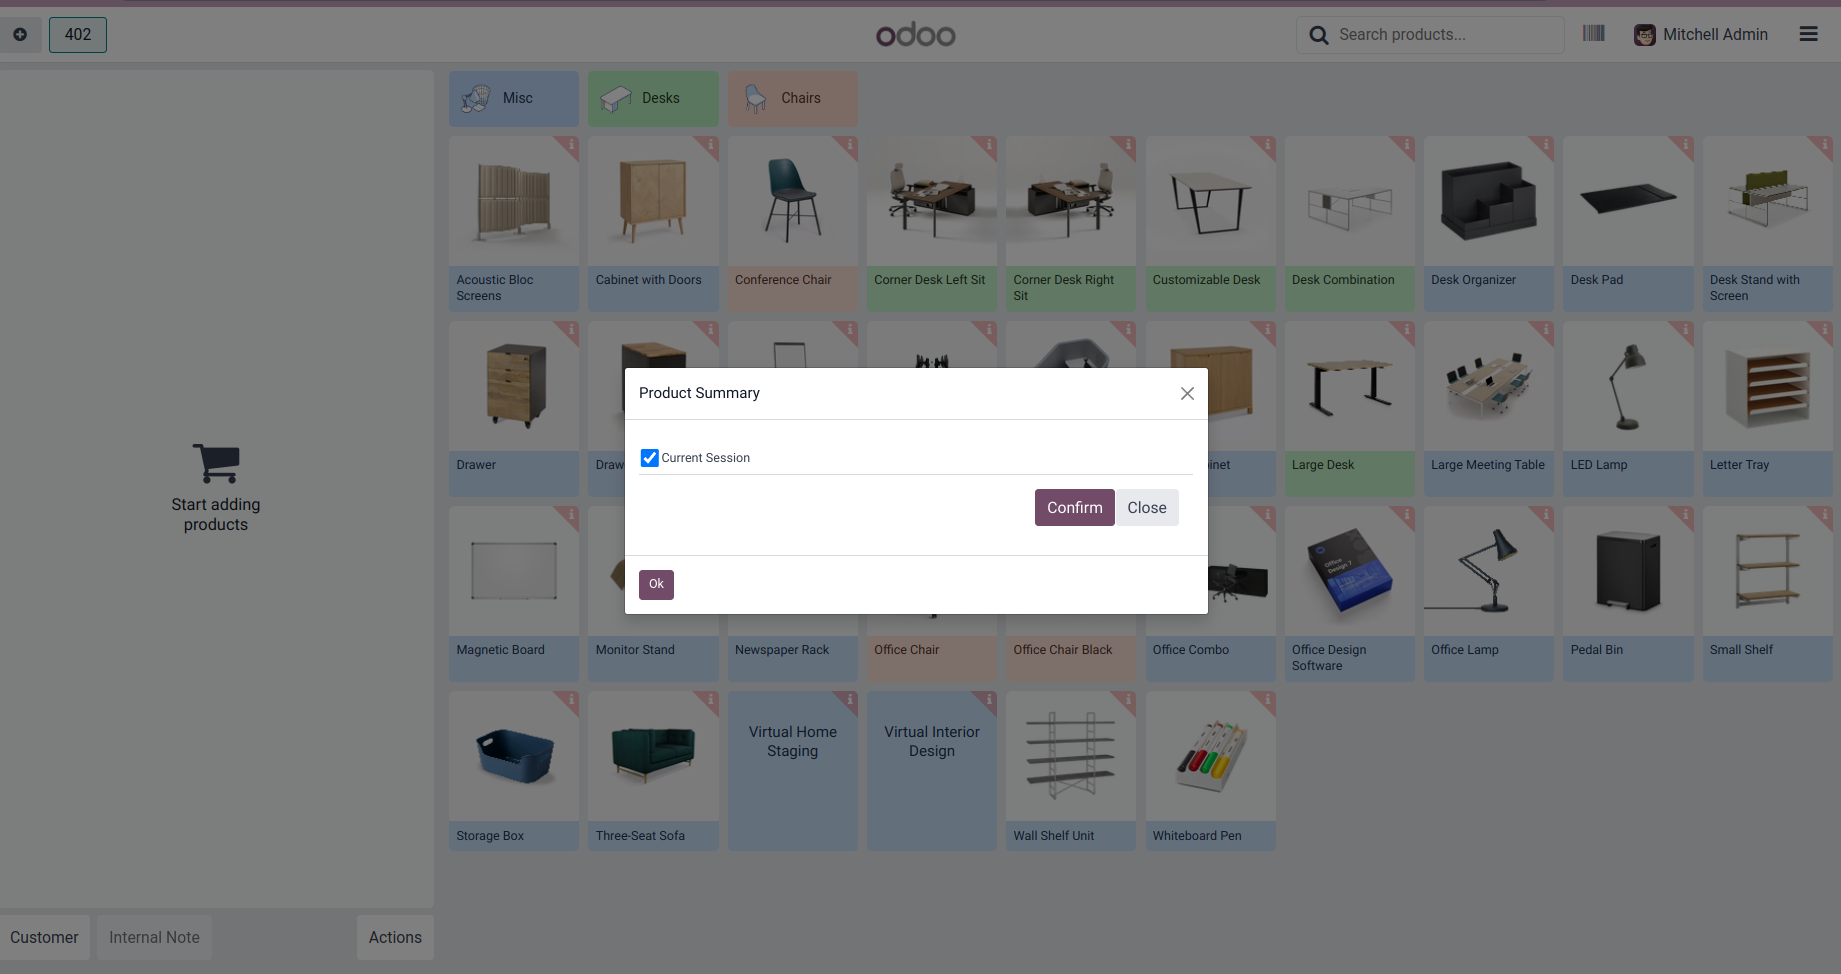 402
odoo
Search products...
Mitchell Admin
Misc
Desks
Chairs
Acoustic Bloc
Screens
Cabinet with Doors
Conference Chair
Corner Desk Left Sit
Corner Desk Right
Sit
Customizable Desk
Desk Combination
Desk Organizer
Desk Pad
Desk Stand with
Screen
Drawer
Large Desk
Large Meeting Table
LED Lamp
Letter Tray
Start adding
products
Product Summary
Current Session
Confirm
Close
Ok
Office
Design 7
Magnetic Board
Monitor Stand
Newspaper Rack
Office Chair
Office Chair Black
Office Combo
Office Design
Software
Office Lamp
Pedal Bin
Small Shelf
Virtual Home
Staging
Virtual Interior
Design
Storage Box
Three-Seat Sofa
Wall Shelf Unit
Whiteboard Pen
Customer
Internal Note
Actions